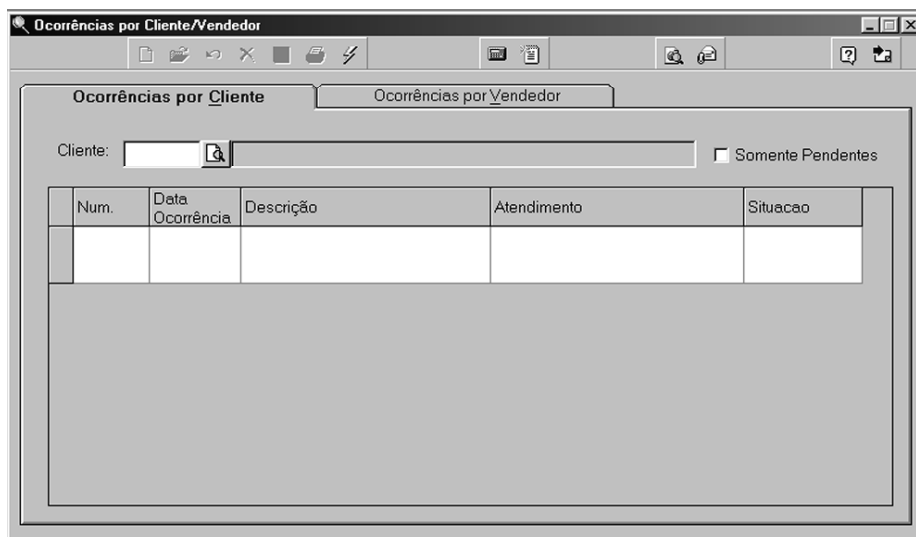 Ocorrências por Cliente/Vendedor
Ocorrências por Cliente
Ocorrências por Vendedor
Cliente:
Somente Pendentes
Num.
Data
Ocorrência
Descrição
Atendimento
Situacao